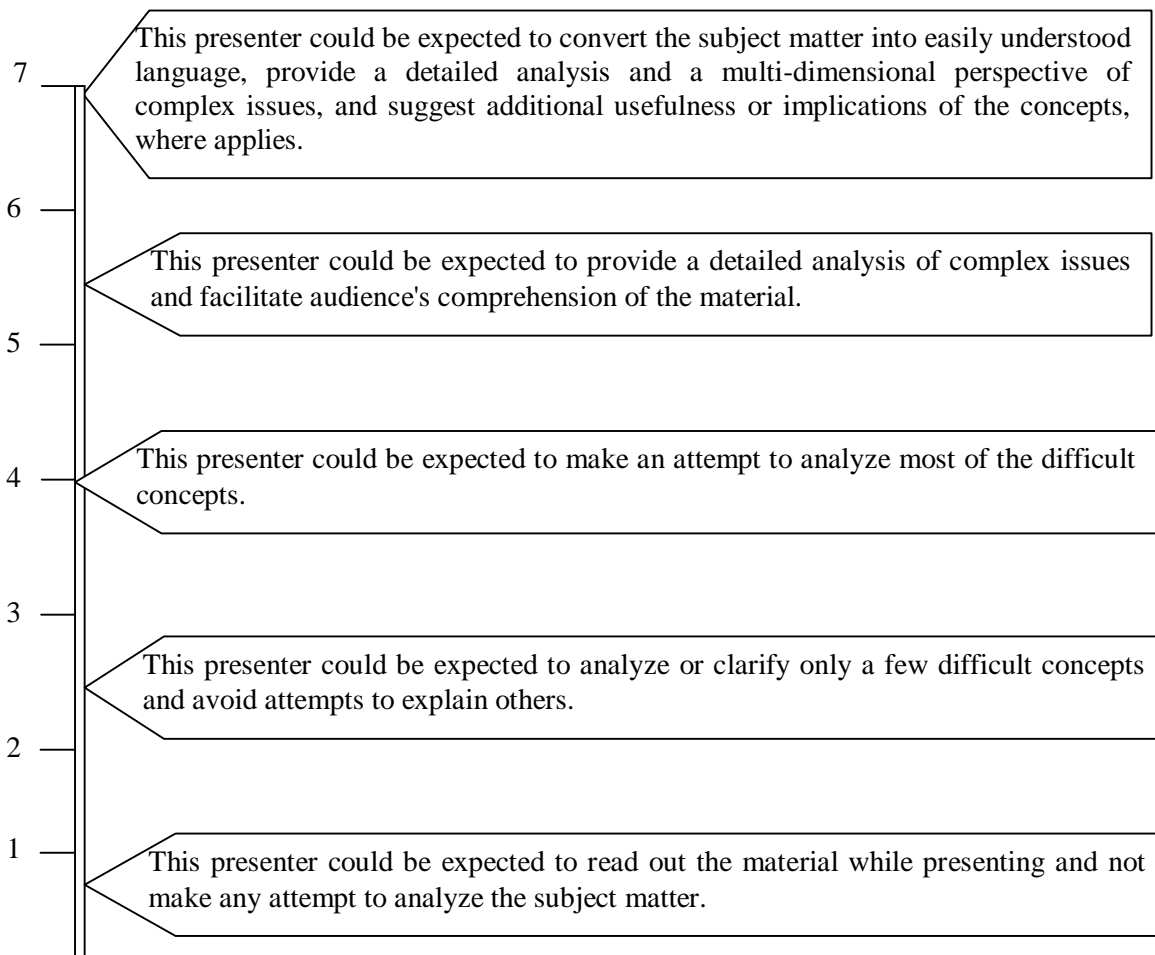 This presenter could be expected to convert the subject matter into easily understood
7
language, provide a detailed analysis and a multi-dimensional perspective of
complex issues, and suggest additional usefulness or implications of the concepts,
where applies.
6
This presenter could be expected to provide a detailed analysis of complex issues
and facilitate audience's comprehension of the material.
5
This presenter could be expected to make an attempt to analyze most of the difficult
4
concepts.
3
This presenter could be expected to analyze or clarify only a few difficult concepts
and avoid attempts to explain others.
2
1
This presenter could be expected to read out the material while presenting and not
make any attempt to analyze the subject matter.